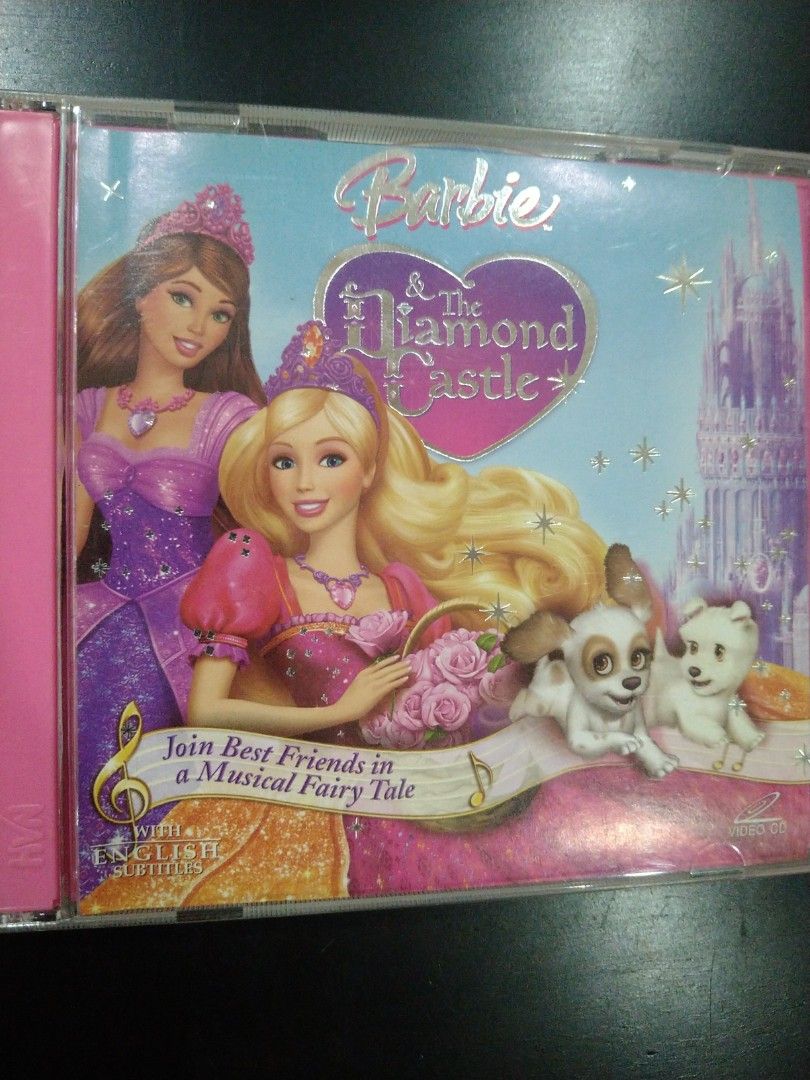 Barbie
& The
Diamond
Castle
Join Best Friends in
a Musical Fairy Tale
WITH
ENGLISH
SUBTITLES
VIDEO CD